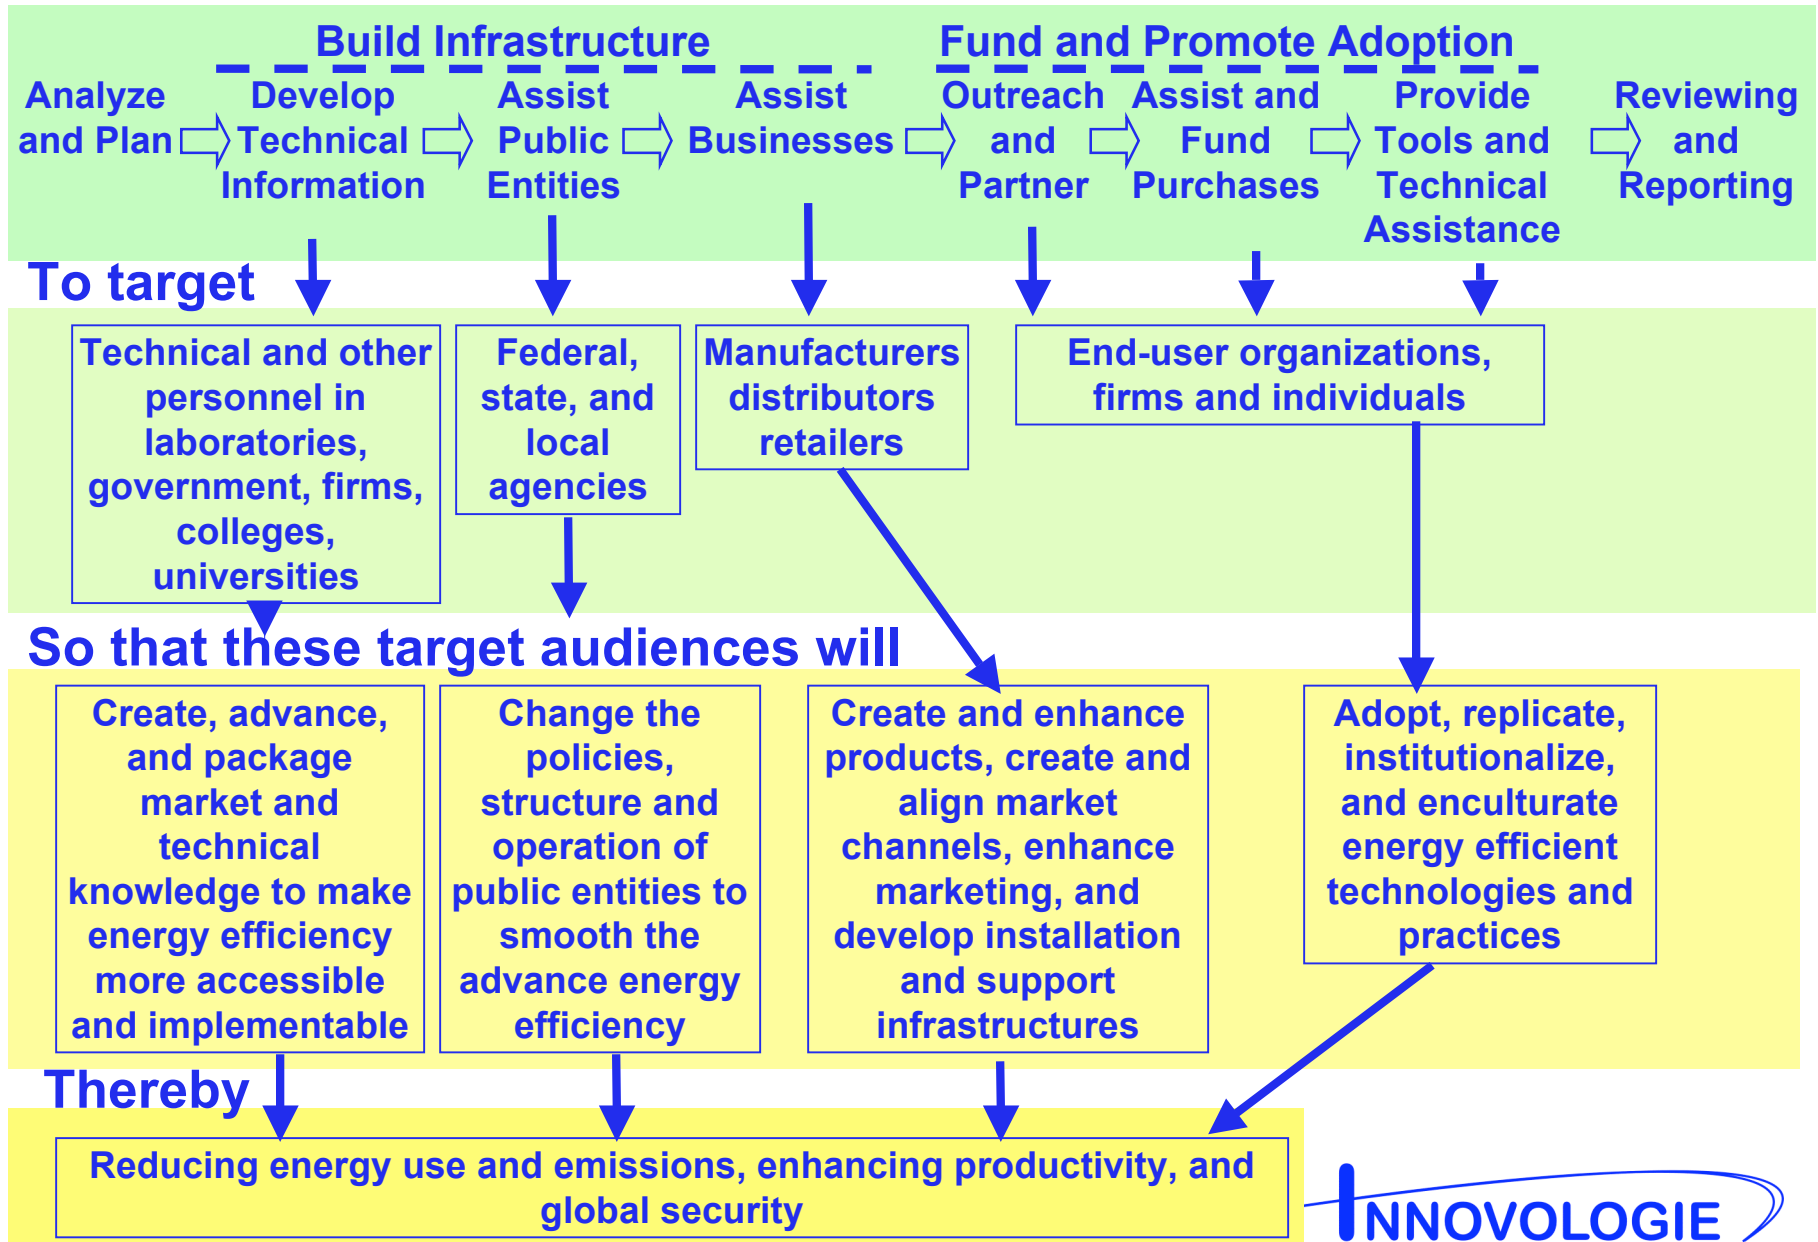 Build Infrastructure
Fund and Promote Adoption
Analyze
and Plan
Develop
Technical
Information
Assist
Public
Entities
Assist
Businesses
Outreach
and
Partner
Assist and
Fund
Purchases
Provide
Tools and
Technical
Assistance
Reviewing
and
Reporting
To target
Technical and other
personnel in
laboratories,
government, firms,
colleges,
universities
Federal,
state, and
local
agencies
Manufacturers
distributors
retailers
End-user organizations,
firms and individuals
So that these target audiences will
Create, advance,
and package
market and
technical
knowledge to make
energy efficiency
more accessible
and implementable
Change the
policies,
structure and
operation of
public entities to
smooth the
advance energy
efficiency
Create and enhance
products, create and
align market
channels, enhance
marketing, and
develop installation
and support
infrastructures
Adopt, replicate,
institutionalize,
and enculturate
energy efficient
technologies and
practices
Thereby
Reducing energy use and emissions, enhancing productivity, and
global security
INNOVOLOGIE